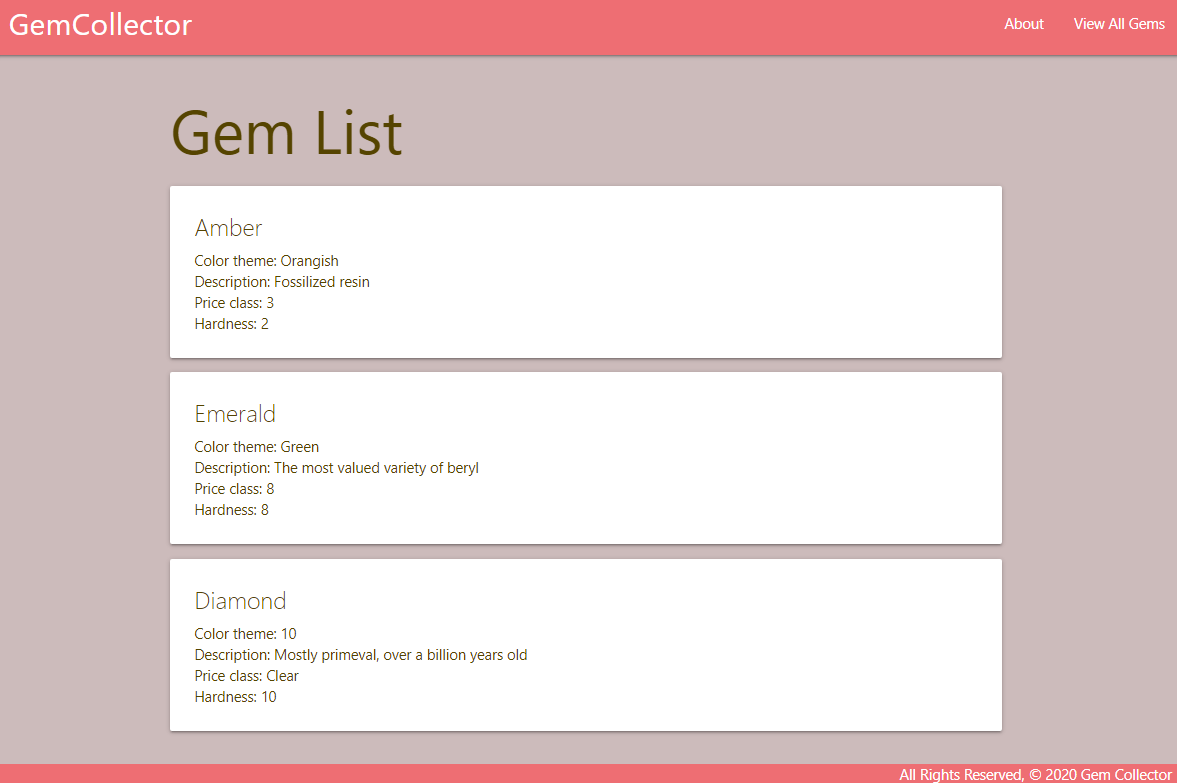 GemCollector
About
View All Gems
Gem List
Amber
Color theme: Orangish
Description: Fossilized resin
Price class: 3
Hardness: 2
Emerald
Color theme: Green
Description: The most valued variety of beryl
Price class: 8
Hardness: 8
Diamond
Color theme: 10
Description: Mostly primeval, over a billion years old
Price class: Clear
Hardness: 10
All Rights Reserved, © 2020 Gem Collector